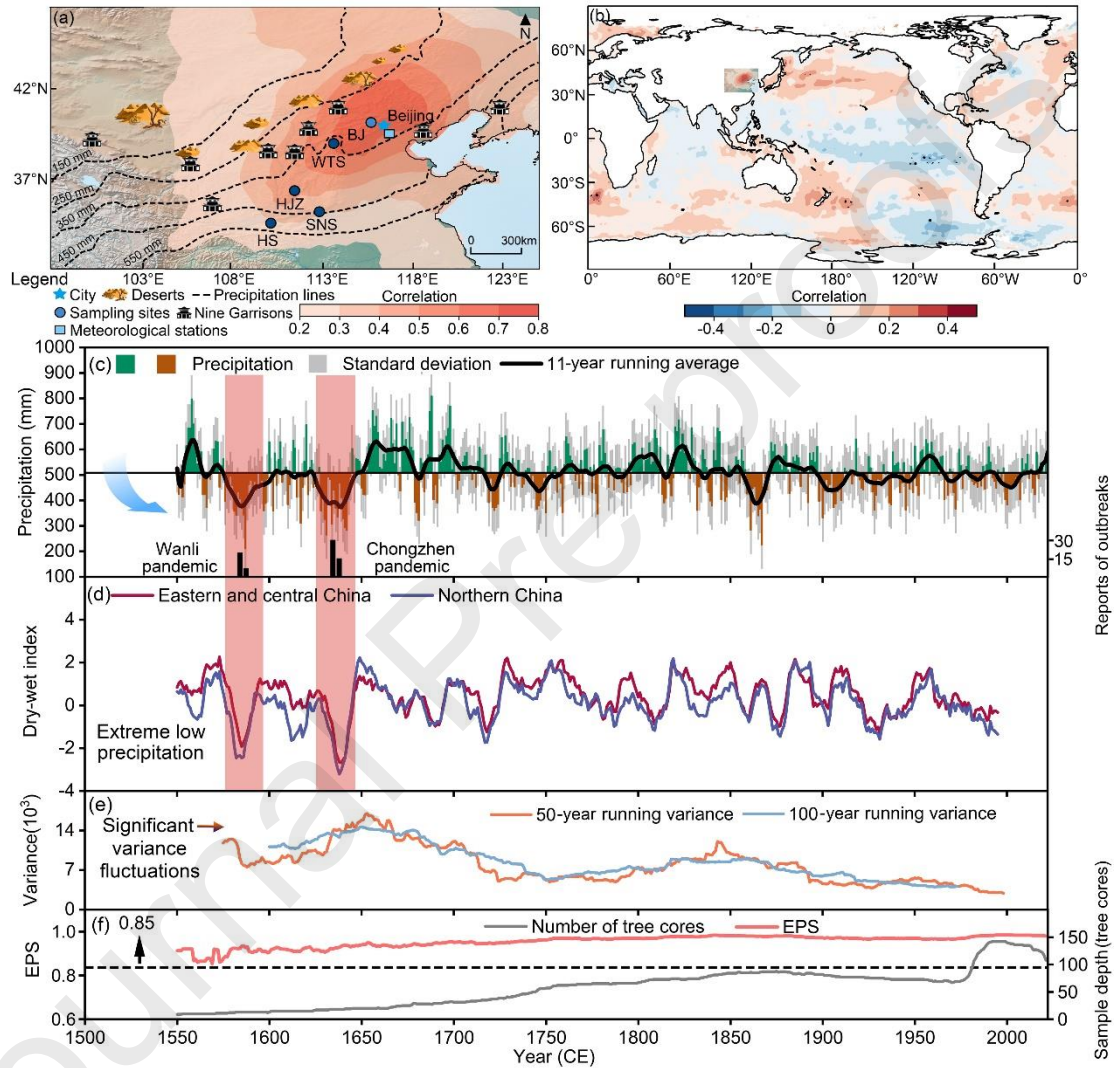 (a)
N
42°N
37°N
Beijing
BJ
WTS
HJZ
SNS
HS
150 mm
250 mm
350 mm
450 mm
550 mm
0 300km
103°E 108°E 113°E 118°E 123°E
Legend
City Deserts Precipitation lines
Sampling sites Nine Garrisons
Meteorological stations
Correlation
0.2 0.3 0.4 0.5 0.6 0.7 0.8
(b)
60°N
30°N
0°
30°S
60°S
0° 60°E 120°E 180° 120°W 60°W 0°
Correlation
-0.4 -0.2 0 0.2 0.4
(c) Precipitation Standard deviation 11-year running average
Precipitation (mm)
1000
900
800
700
600
500
400
300
200
100
Wanli
pandemic
Chongzhen
pandemic
30
15
Reports of outbreaks
(d) Eastern and central China Northern China
Dry-wet index
4
2
0
-2
-4
Extreme low
precipitation
(e) 50-year running variance 100-year running variance
Variance(10³)
14
7
0
Significant
variance
fluctuations
(f) Number of tree cores EPS
0.85
EPS
1.0
0.8
0.6
150
100
50
0
Sample depth (tree cores)
1500 1550 1600 1650 1700 1750 1800 1850 1900 1950 2000
Year (CE)
Journal Pre-proofs